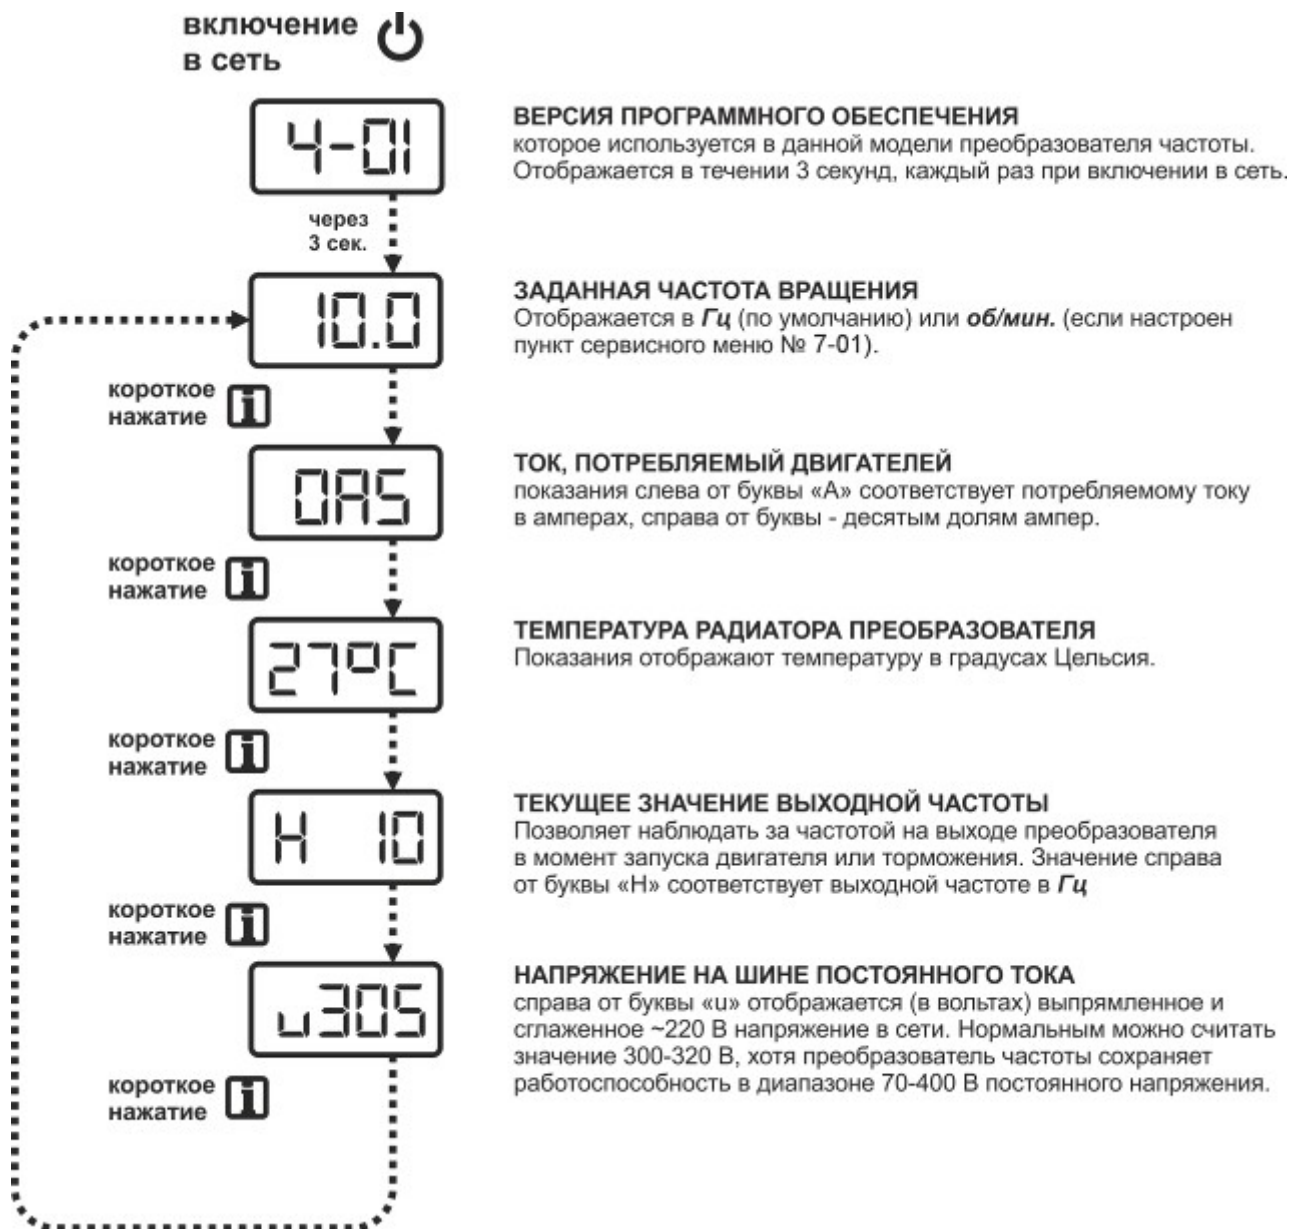 включение
в сеть
4-01
ВЕРСИЯ ПРОГРАММНОГО ОБЕСПЕЧЕНИЯ
которое используется в данной модели преобразователя частоты.
Отображается в течении 3 секунд, каждый раз при включении в сеть.
через
3 сек.
10.0
ЗАДАННАЯ ЧАСТОТА ВРАЩЕНИЯ
Отображается в Гц (по умолчанию) или об/мин. (если настроен
пункт сервисного меню № 7-01).
короткое
нажатие
0A5
ТОК, ПОТРЕБЛЯЕМЫЙ ДВИГАТЕЛЕЙ
показания слева от буквы «А» соответствует потребляемому току
в амперах, справа от буквы - десятым долям ампер.
короткое
нажатие
27ºC
ТЕМПЕРАТУРА РАДИАТОРА ПРЕОБРАЗОВАТЕЛЯ
Показания отображают температуру в градусах Цельсия.
короткое
нажатие
H 10
ТЕКУЩЕЕ ЗНАЧЕНИЕ ВЫХОДНОЙ ЧАСТОТЫ
Позволяет наблюдать за частотой на выходе преобразователя
в момент запуска двигателя или торможения. Значение справа
от буквы «Н» соответствует выходной частоте в Гц
короткое
нажатие
u305
НАПРЯЖЕНИЕ НА ШИНЕ ПОСТОЯННОГО ТОКА
справа от буквы «u» отображается (в вольтах) выпрямленное и
сглаженное ~220 В напряжение в сети. Нормальным можно считать
значение 300-320 В, хотя преобразователь частоты сохраняет
работоспособность в диапазоне 70-400 В постоянного напряжения.
короткое
нажатие